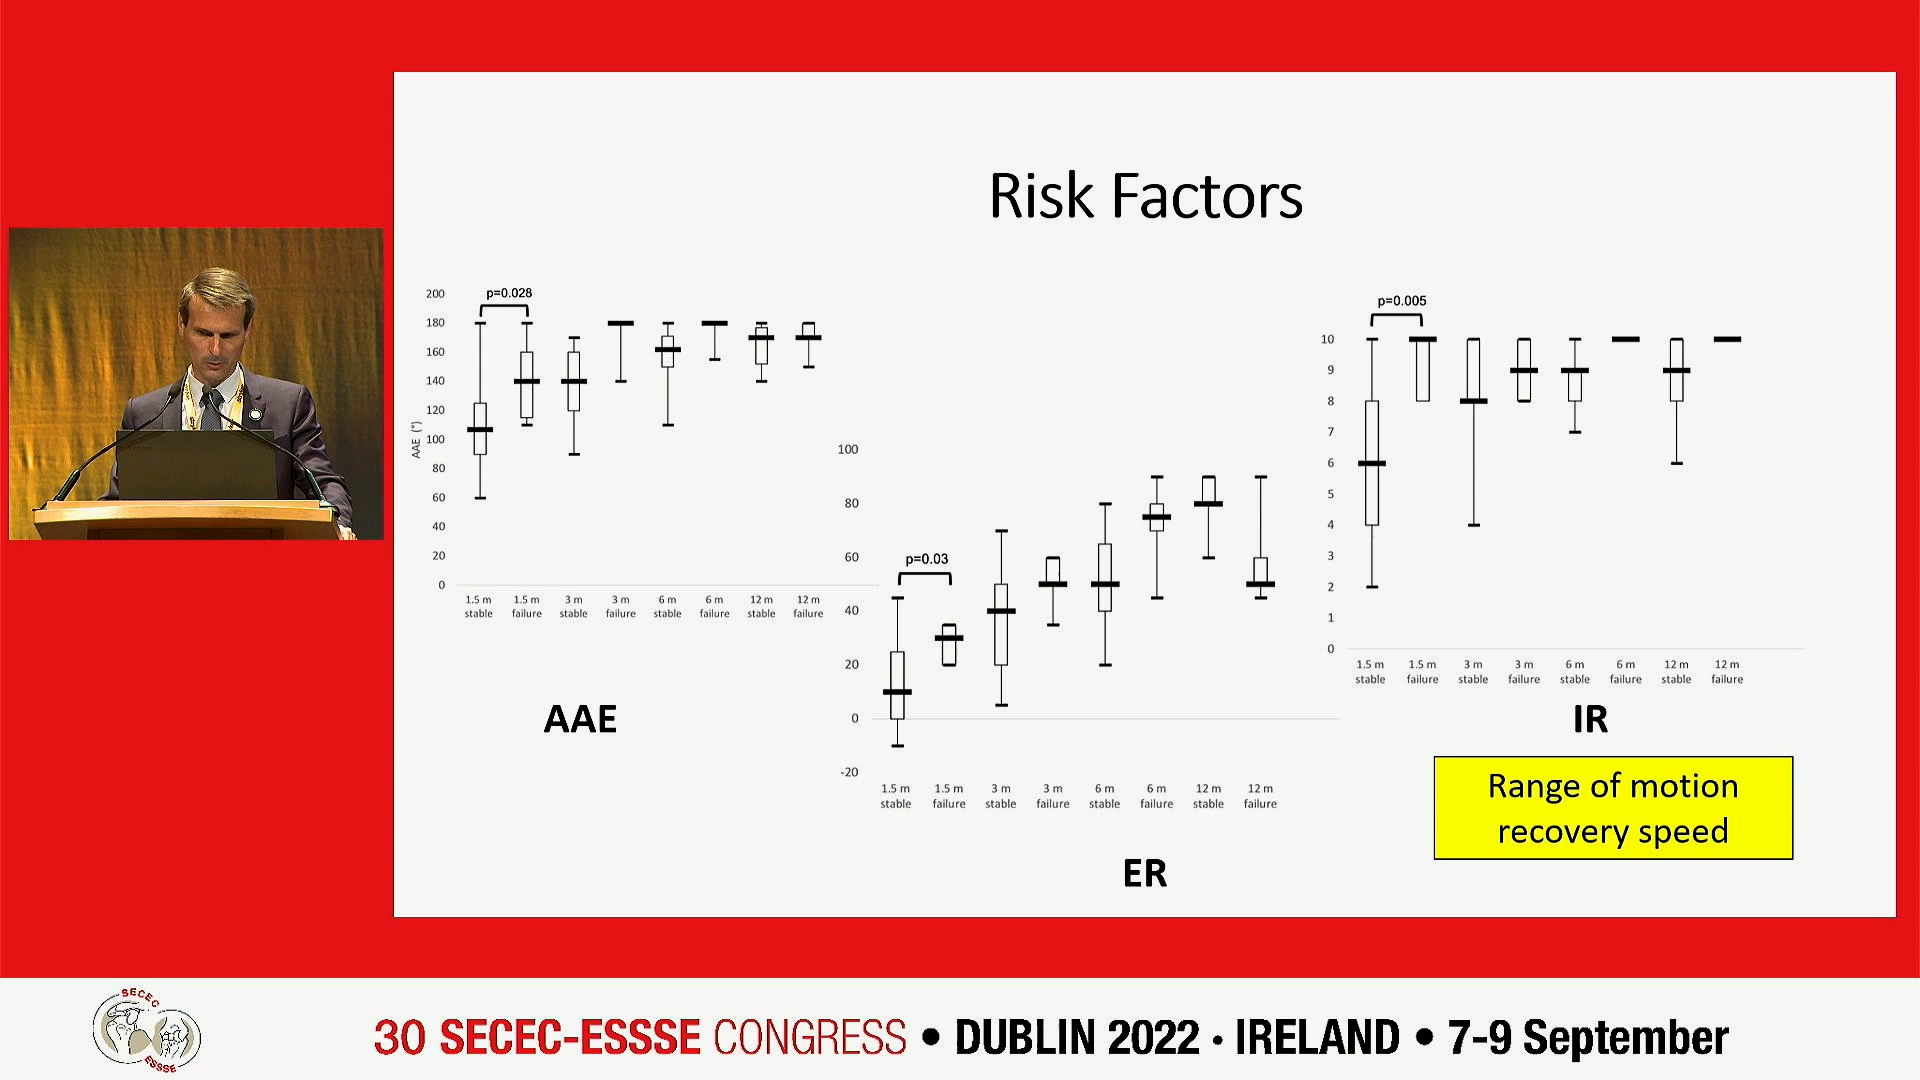 Risk Factors
p=0.028
200
180
160
140
120
100
80
60
40
20
0
AAE (°)
1.5 m stable
1.5 m failure
3 m stable
3 m failure
6 m stable
6 m failure
12 m stable
12 m failure
AAE
p=0.03
100
80
60
40
20
0
-20
1.5 m stable
1.5 m failure
3 m stable
3 m failure
6 m stable
6 m failure
12 m stable
12 m failure
ER
p=0.005
10
9
8
7
6
5
4
3
2
1
0
1.5 m stable
1.5 m failure
3 m stable
3 m failure
6 m stable
6 m failure
12 m stable
12 m failure
IR
Range of motion
recovery speed
SECEC
ESSSE
30 SECEC-ESSSE CONGRESS • DUBLIN 2022 • IRELAND • 7-9 September